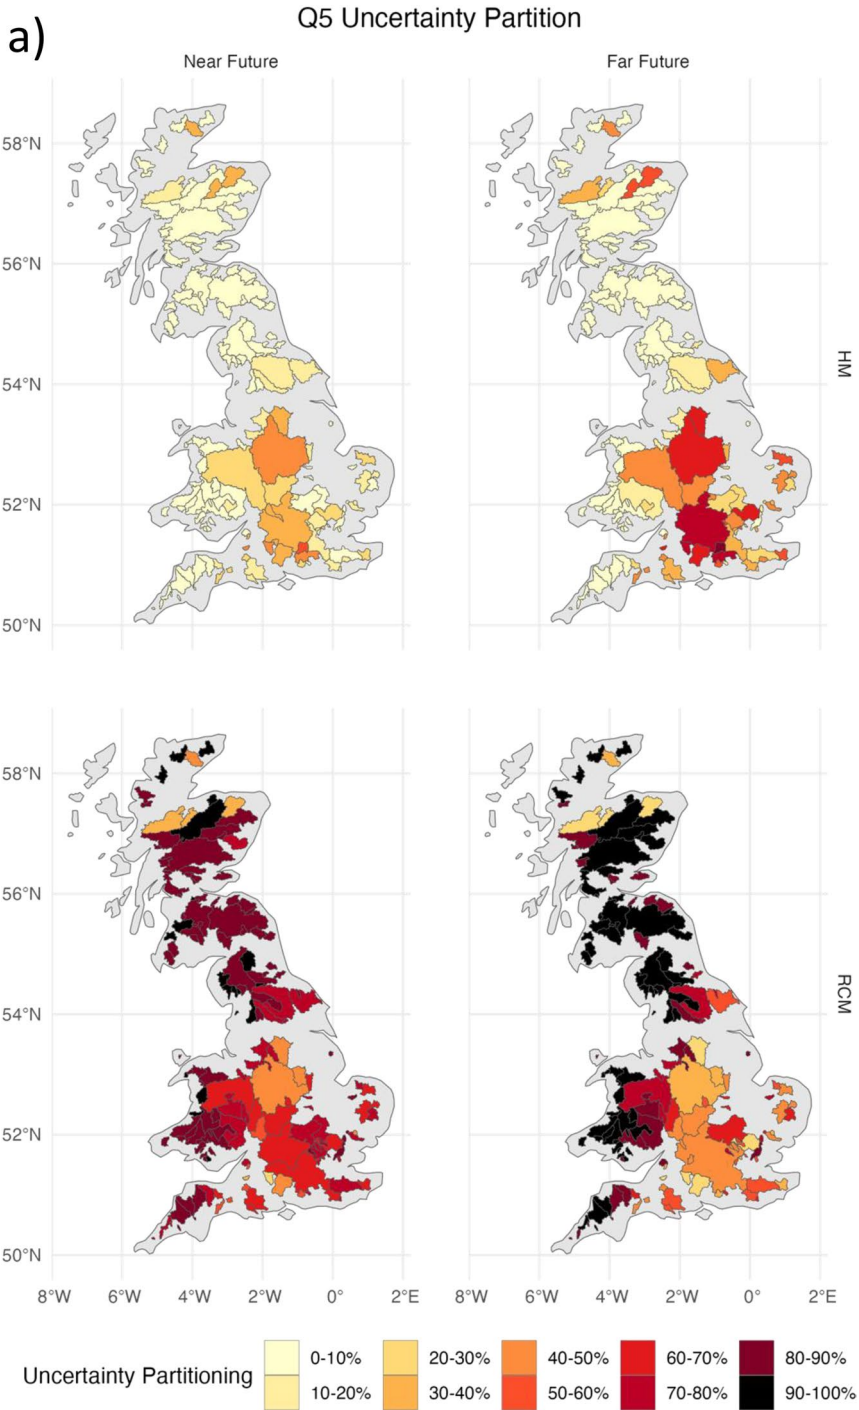 a)
Q5 Uncertainty Partition
Near Future
Far Future
58°N
56°N
54°N
52°N
50°N
HM
58°N
56°N
54°N
52°N
50°N
RCM
8°W 6°W 4°W 2°W 0° 2°E
8°W 6°W 4°W 2°W 0° 2°E
Uncertainty Partitioning
0-10% 20-30% 40-50% 60-70% 80-90%
10-20% 30-40% 50-60% 70-80% 90-100%